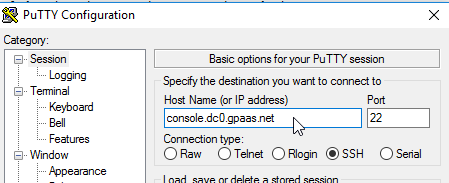 PuTTY Configuration
Category:
Session
Logging
Terminal
Keyboard
Bell
Features
Window
Appearance
Basic options for your PuTTY session
Specify the destination you want to connect to
Host Name (or IP address)
Port
console.dc0.gpaas.net
22
Connection type:
Raw
Telnet
Rlogin
SSH
Serial
Load, save or delete a stored session